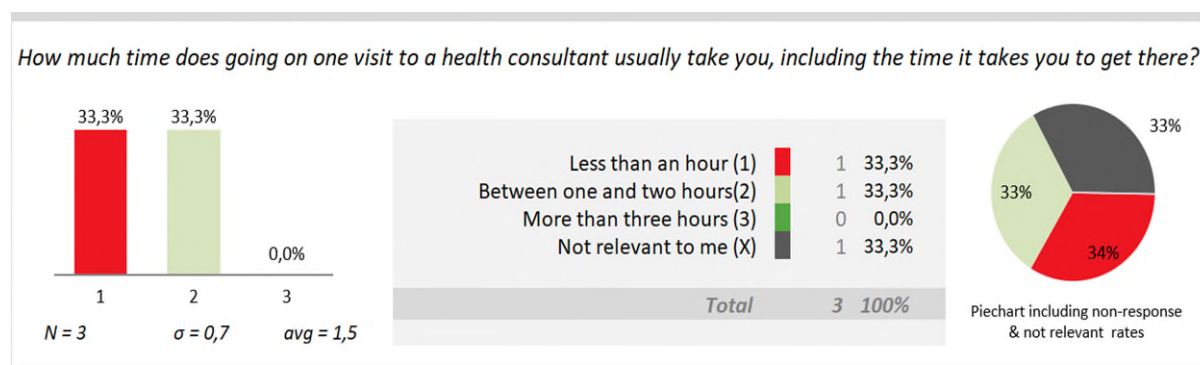 How much time does going on one visit to a health consultant usually take you, including the time it takes you to get there?
33,3% 33,3%
0,0%
1 2 3
N = 3 σ = 0,7 avg = 1,5
Less than an hour (1) 1 33,3%
Between one and two hours(2) 1 33,3%
More than three hours (3) 0 0,0%
Not relevant to me (X) 1 33,3%
Total 3 100%
33%
33%
34%
Piechart including non-response
& not relevant rates